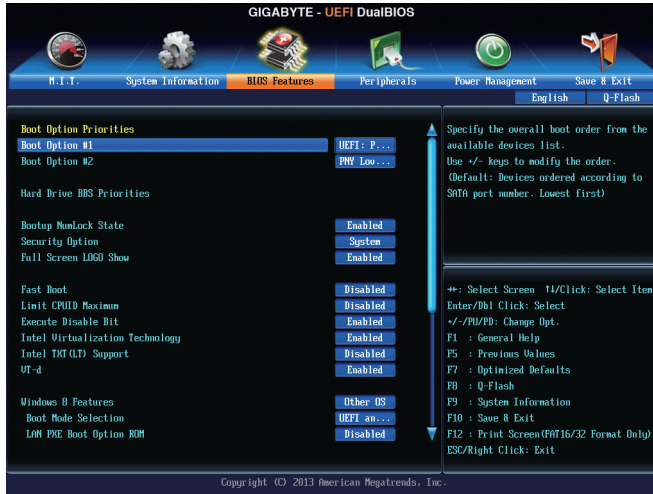 GIGABYTE - UEFI DualBIOS
M.I.T. System Information BIOS Features Peripherals Power Management Save & Exit
English Q-Flash
Boot Option Priorities
Boot Option #1 UEFI: P...
Boot Option #2 PNY Lov...
Hard Drive BBS Priorities
Bootup NumLock State Enabled
Security Option System
Full Screen LOGO Show Enabled
Fast Boot Disabled
Limit CPUID Maximum Disabled
Execute Disable Bit Enabled
Intel Virtualization Technology Enabled
Intel TXT(LT) Support Disabled
VT-d Enabled
Windows 8 Features Other OS
Boot Mode Selection UEFI an...
LAN PXE Boot Option ROM Disabled
Specify the overall boot order from the
available devices list.
Use +/- keys to modify the order.
(Default: Devices ordered according to
SATA port number. Lowest first)
→←: Select Screen ↑↓/Click: Select Item
Enter/Dbl Click: Select
+/-/PU/PD: Change Opt.
F1 : General Help
F5 : Previous Values
F7 : Optimized Defaults
F8 : Q-Flash
F9 : System Information
F10 : Save & Exit
F12 : Print Screen(FAT16/32 Format Only)
ESC/Right Click: Exit
Copyright (C) 2013 American Megatrends, Inc.